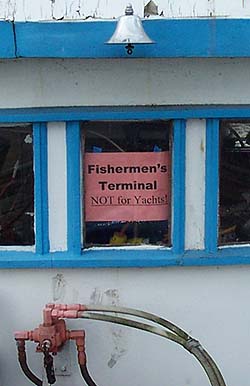 Fishermen's
Terminal
NOT for Yachts!